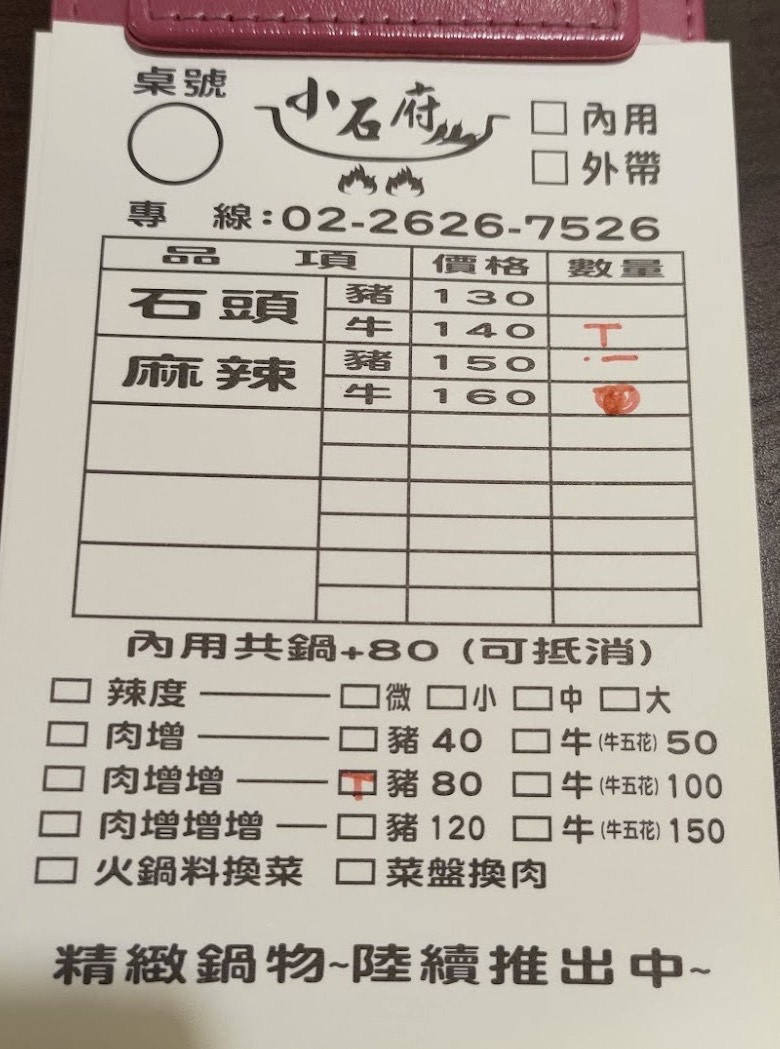 桌號 小石府 □ 內用
□ 外帶
專 線:02-2626-7526
品 項 價格 數量
石頭 豬 130
牛 140 T
麻辣 豬 150 一
牛 160
內用共鍋+80 (可抵消)
□ 辣度 — □微 □小 □中 □大
□ 肉增 — □豬 40 □牛(牛五花) 50
□ 肉增增 — □豬 80 □牛(牛五花) 100
□ 肉增增增 — □豬 120 □牛(牛五花) 150
□ 火鍋料換菜 □菜盤換肉
精緻鍋物~陸續推出中~